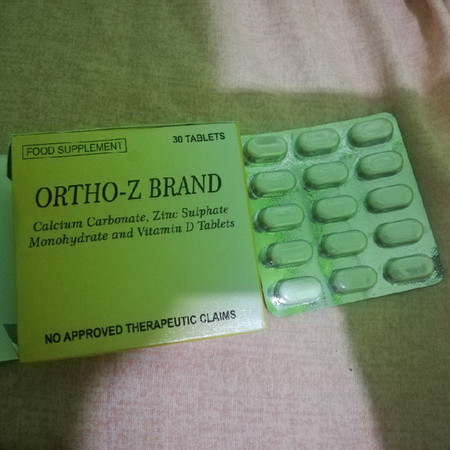 30 TABLETS
FOOD SUPPLEMENT
ORTHO-Z BRAND
Calcium Carbonate, Zinc Sulphate
Monohydrate and Vitamin D Tablets
NO APPROVED THERAPEUTIC CLAIMS